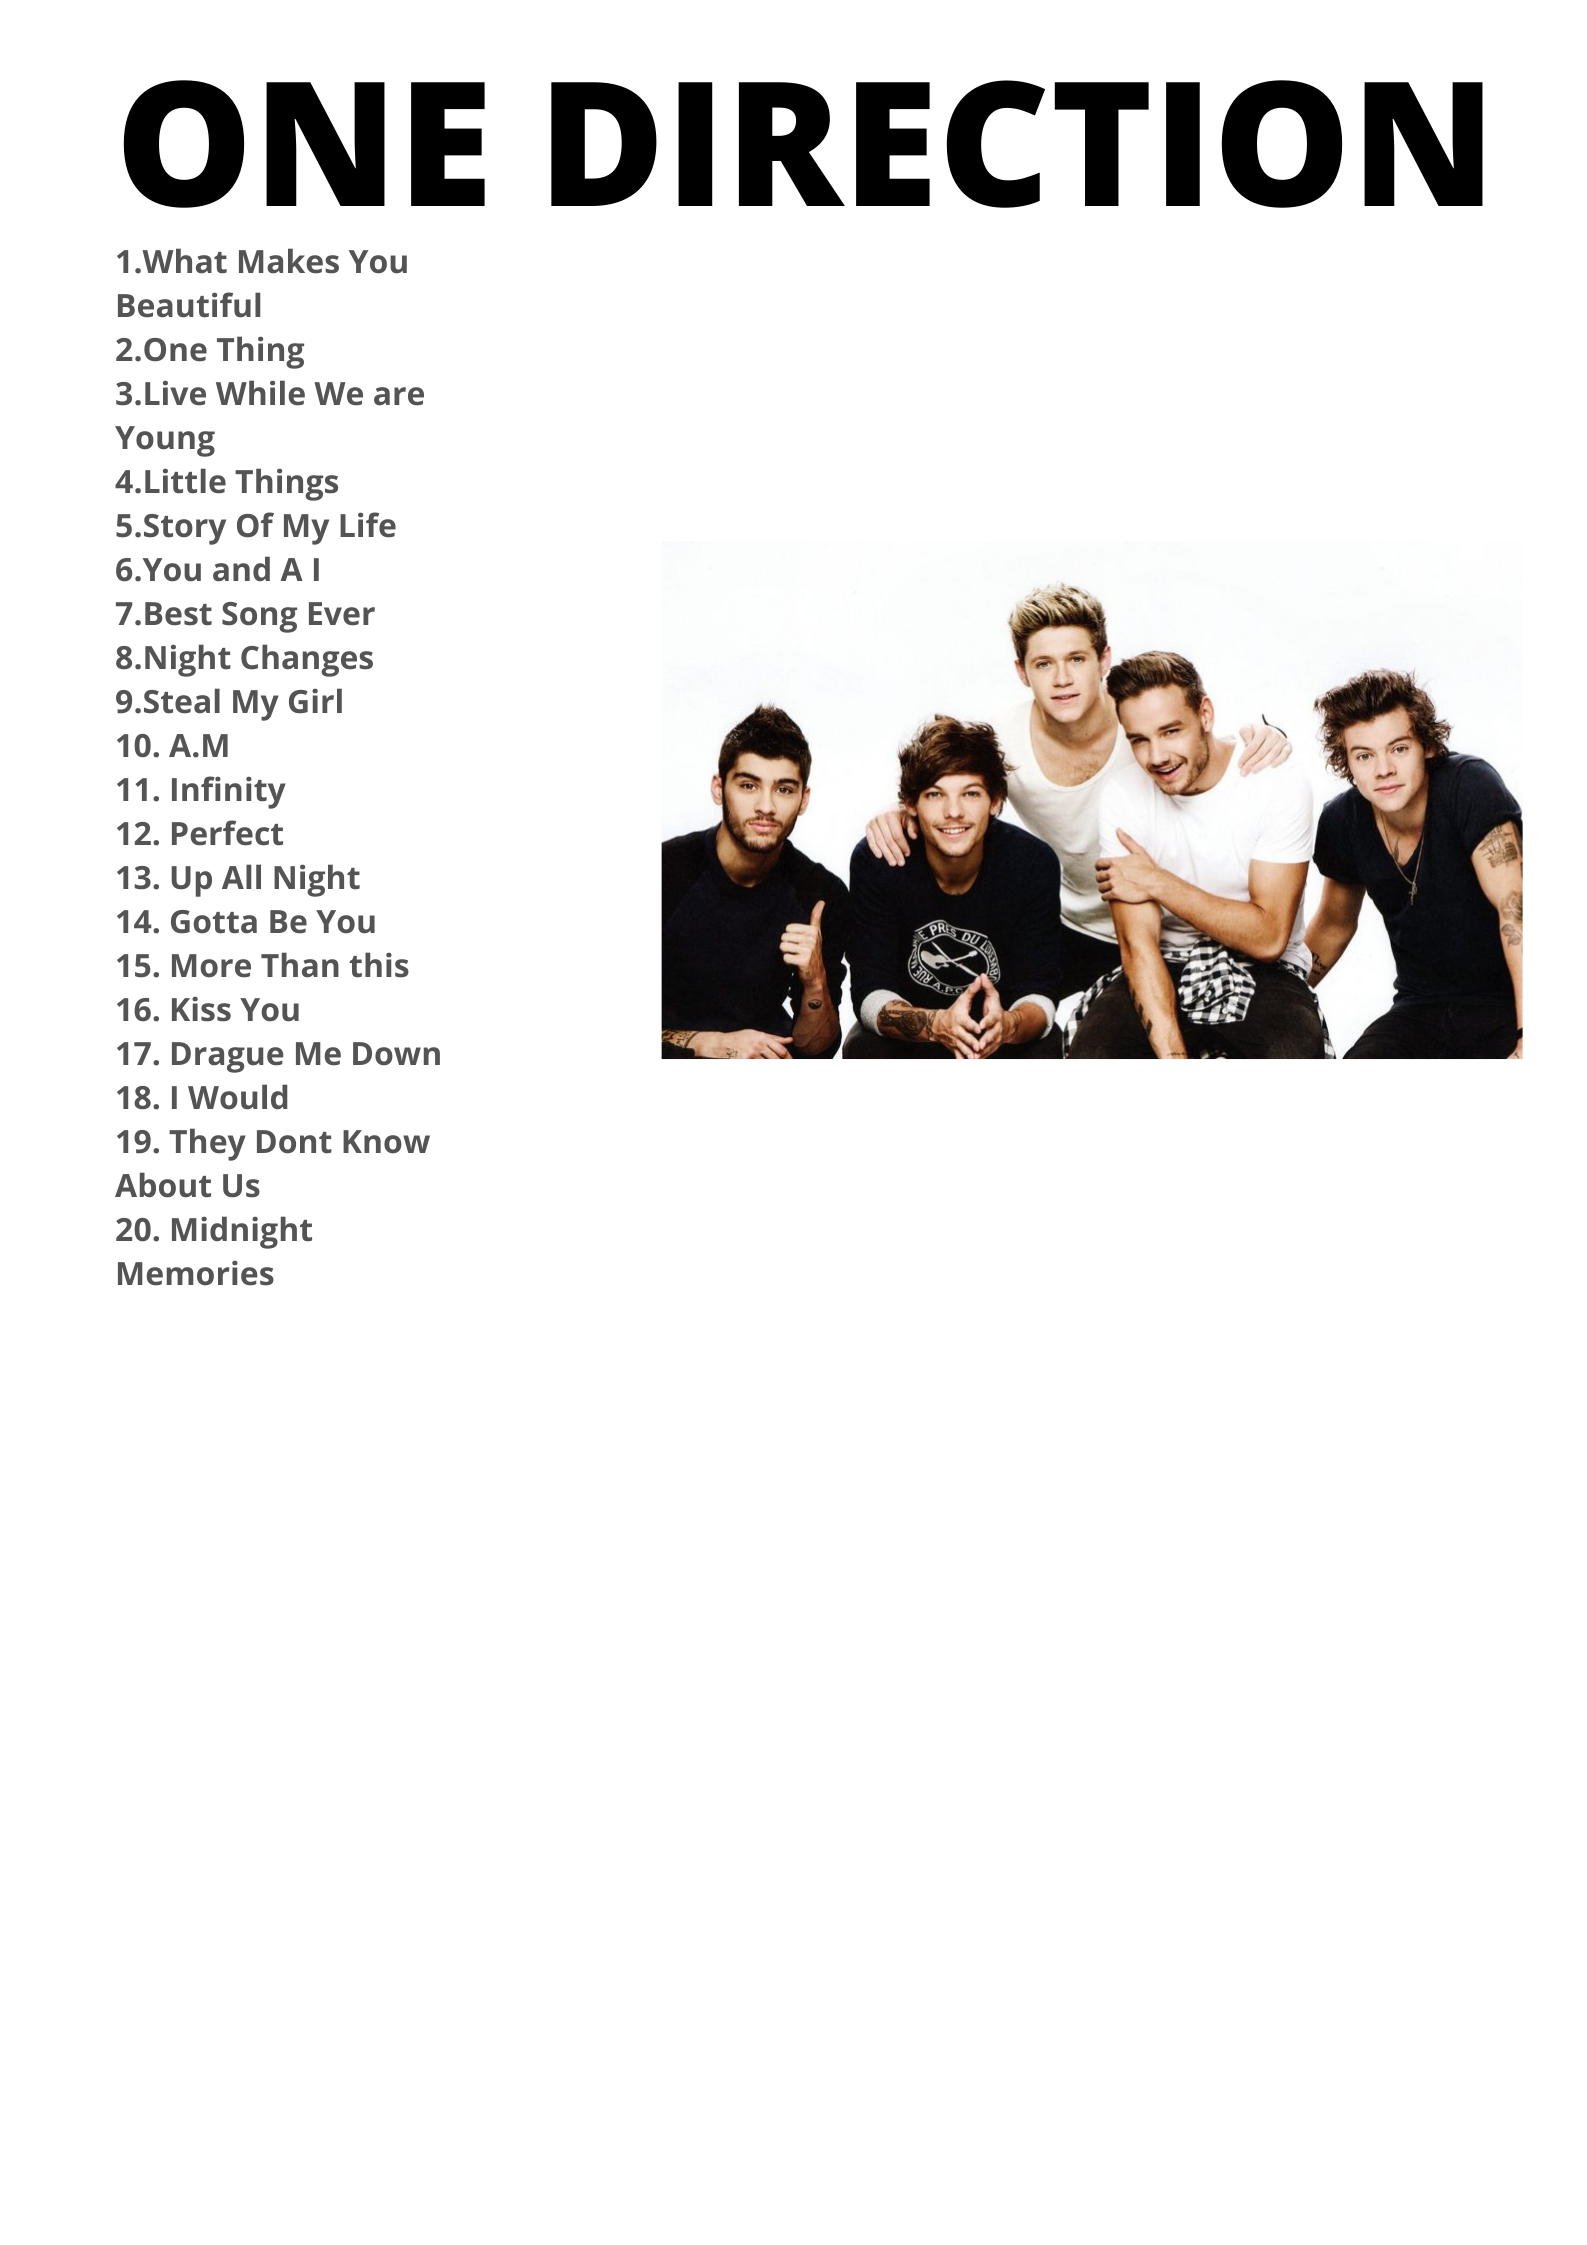 ONE DIRECTION
1.What Makes You
Beautiful
2.One Thing
3.Live While We are
Young
4.Little Things
5.Story Of My Life
6.You and A I
7.Best Song Ever
8.Night Changes
9.Steal My Girl
10. A.M
11. Infinity
12. Perfect
13. Up All Night
14. Gotta Be You
15. More Than this
16. Kiss You
17. Drague Me Down
18. I Would
19. They Dont Know
About Us
20. Midnight
Memories
PRES DU
RUE
A.P.C